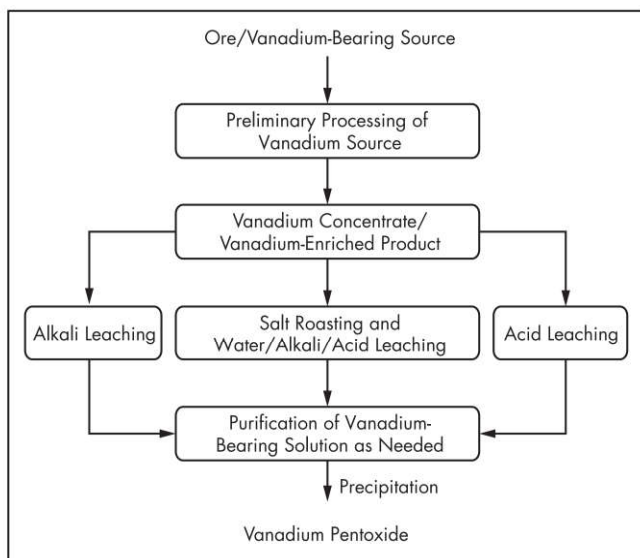 Ore/Vanadium-Bearing Source
Preliminary Processing of
Vanadium Source
Vanadium Concentrate/
Vanadium-Enriched Product
Alkali Leaching
Salt Roasting and
Water/Alkali/Acid Leaching
Acid Leaching
Purification of Vanadium-
Bearing Solution as Needed
Precipitation
Vanadium Pentoxide